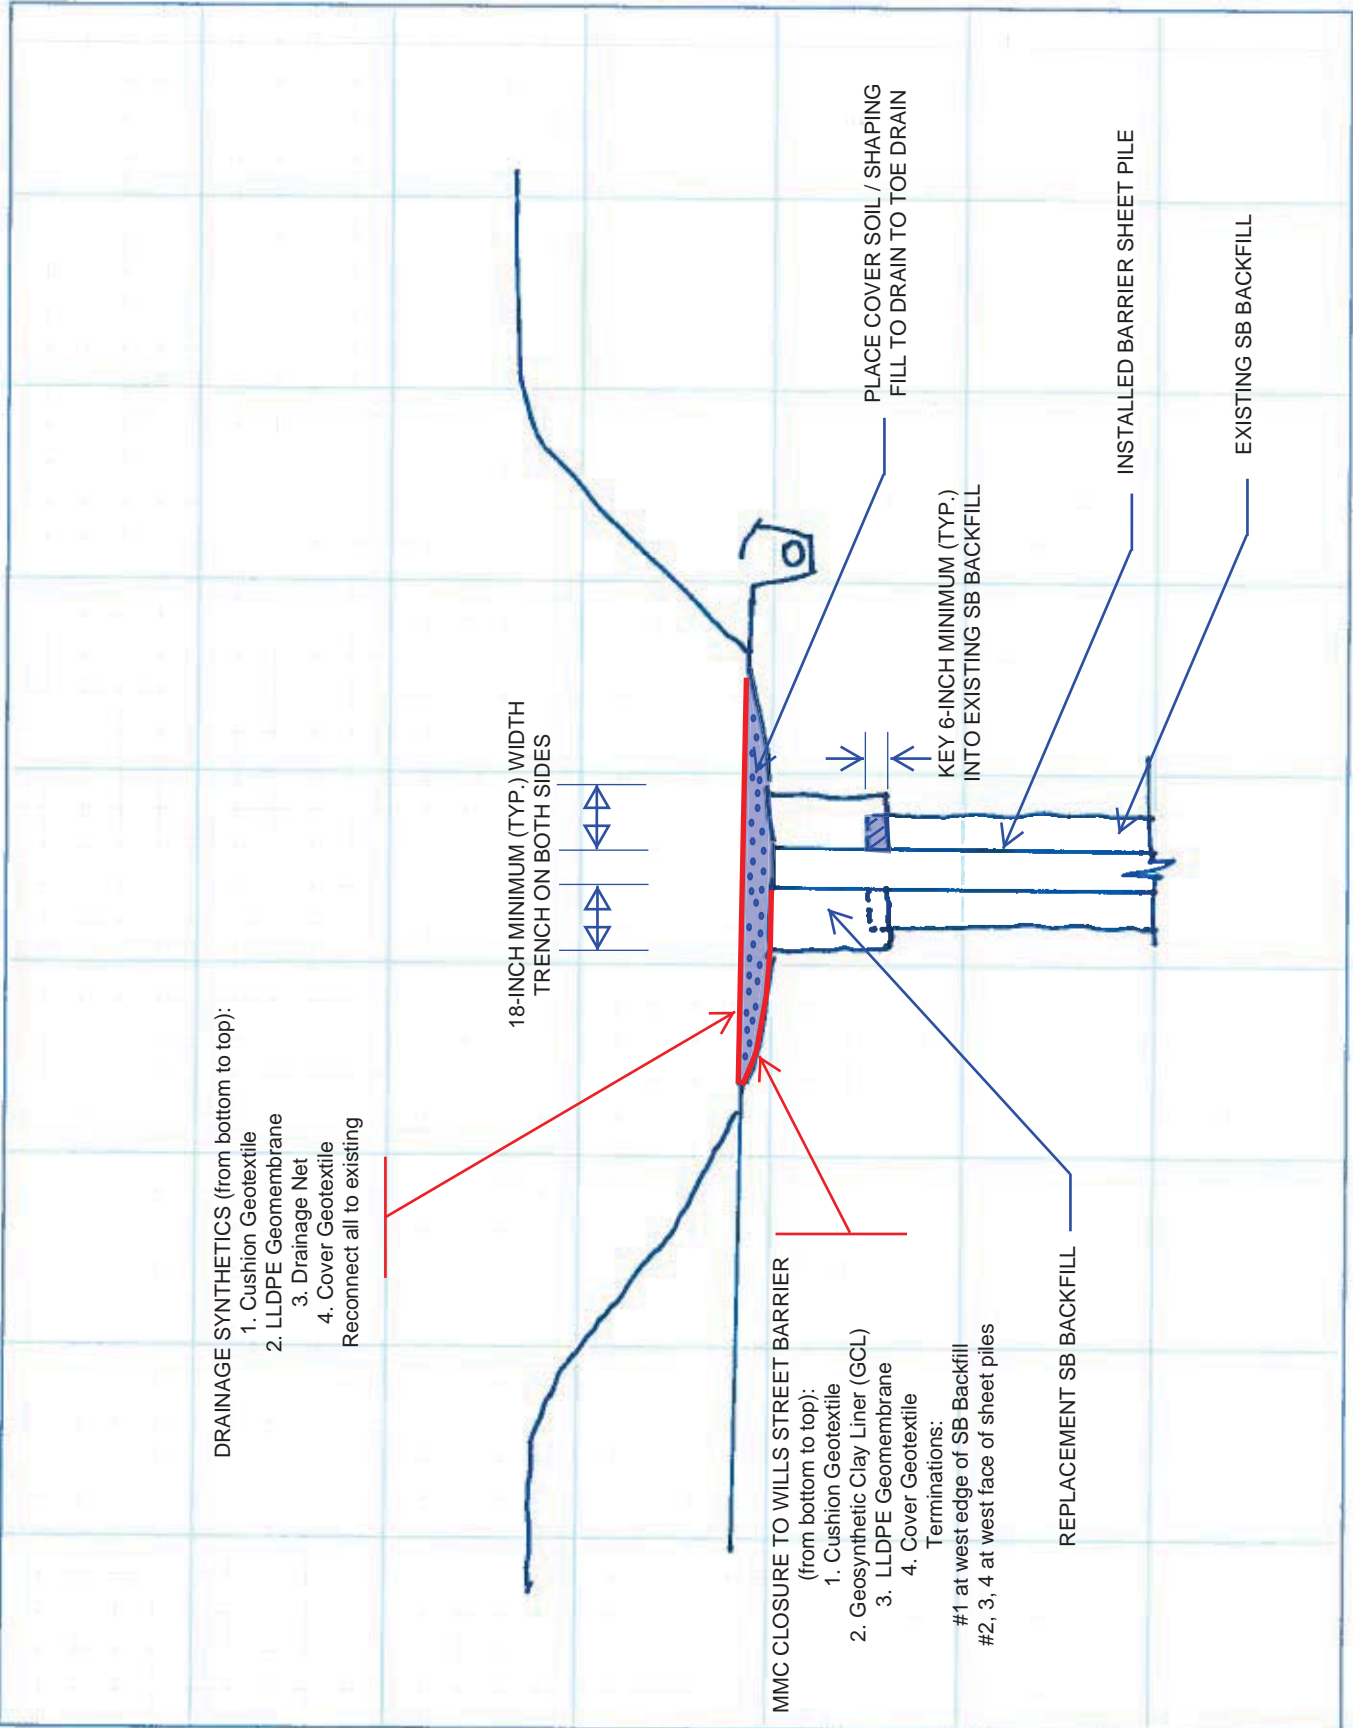 DRAINAGE SYNTHETICS (from bottom to top):
1. Cushion Geotextile
2. LLDPE Geomembrane
3. Drainage Net
4. Cover Geotextile
Reconnect all to existing
18-INCH MINIMUM (TYP.) WIDTH
TRENCH ON BOTH SIDES
PLACE COVER SOIL / SHAPING
FILL TO DRAIN TO TOE DRAIN
MMC CLOSURE TO WILLS STREET BARRIER
(from bottom to top):
1. Cushion Geotextile
2. Geosynthetic Clay Liner (GCL)
3. LLDPE Geomembrane
4. Cover Geotextile
Terminations:
#1 at west edge of SB Backfill
#2, 3, 4 at west face of sheet piles
KEY 6-INCH MINIMUM (TYP.)
INTO EXISTING SB BACKFILL
REPLACEMENT SB BACKFILL
INSTALLED BARRIER SHEET PILE
EXISTING SB BACKFILL